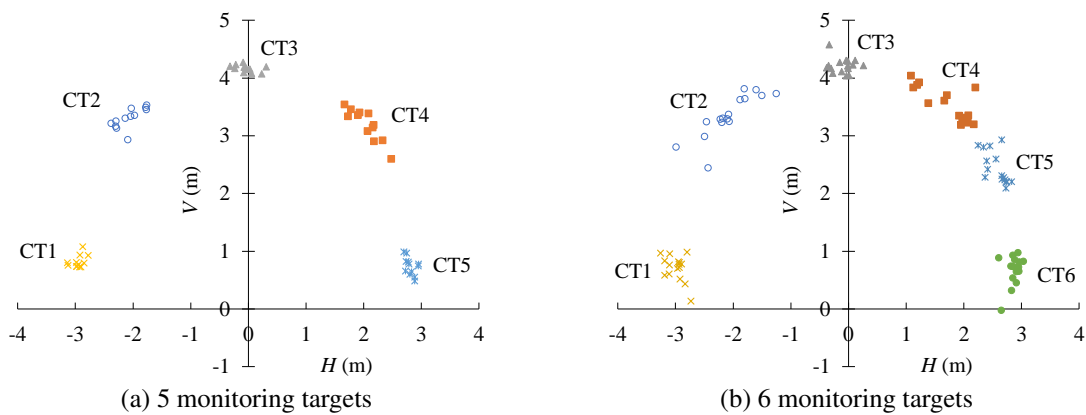 5
4
3
2
1
0
-1
-4 -3 -2 -1 0 1 2 3 4
V (m)
H (m)
CT3
CT2
CT4
CT1
CT5
(a) 5 monitoring targets
5
4
3
2
1
0
-1
-4 -3 -2 -1 0 1 2 3 4
V (m)
H (m)
CT3
CT4
CT2
CT5
CT1
CT6
(b) 6 monitoring targets